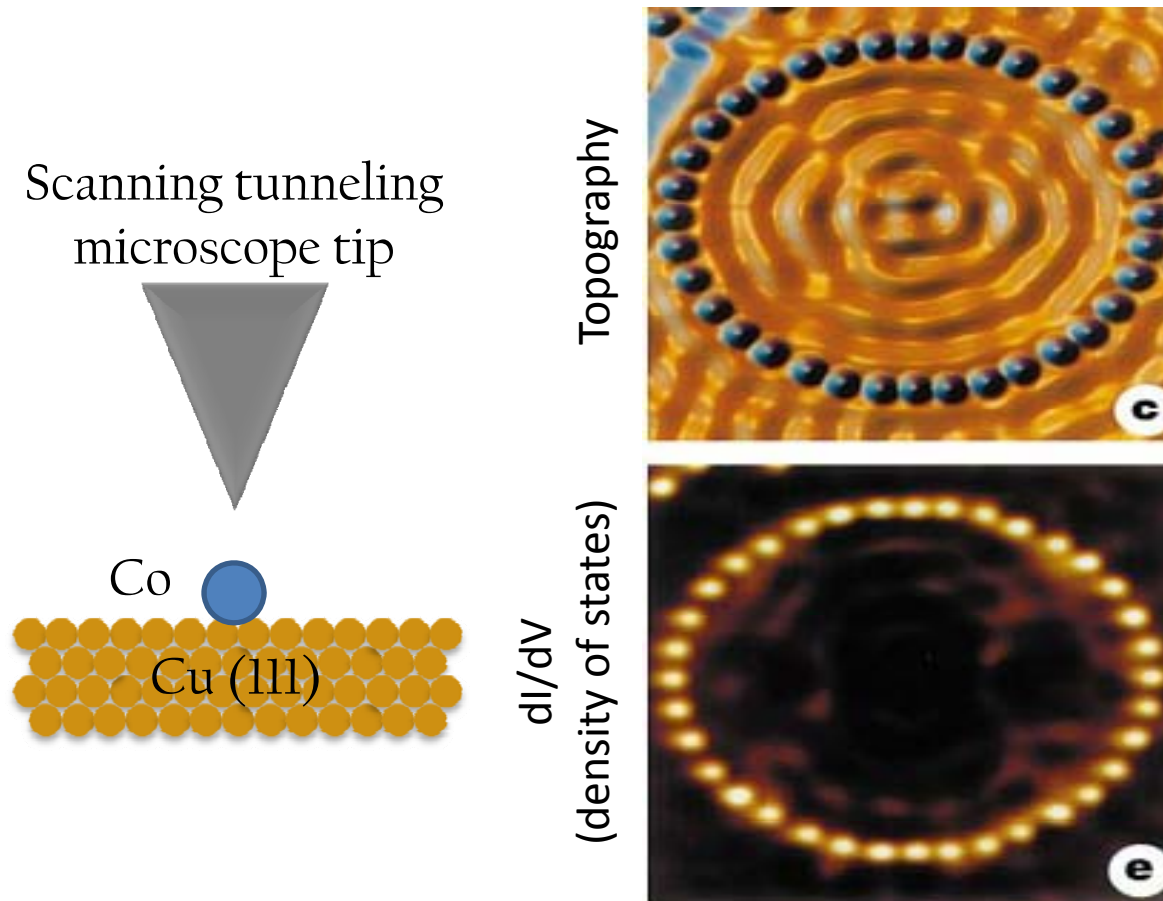 Scanning tunneling
microscope tip
Co
Cu (111)
Topography
c
dI/dV
(density of states)
e